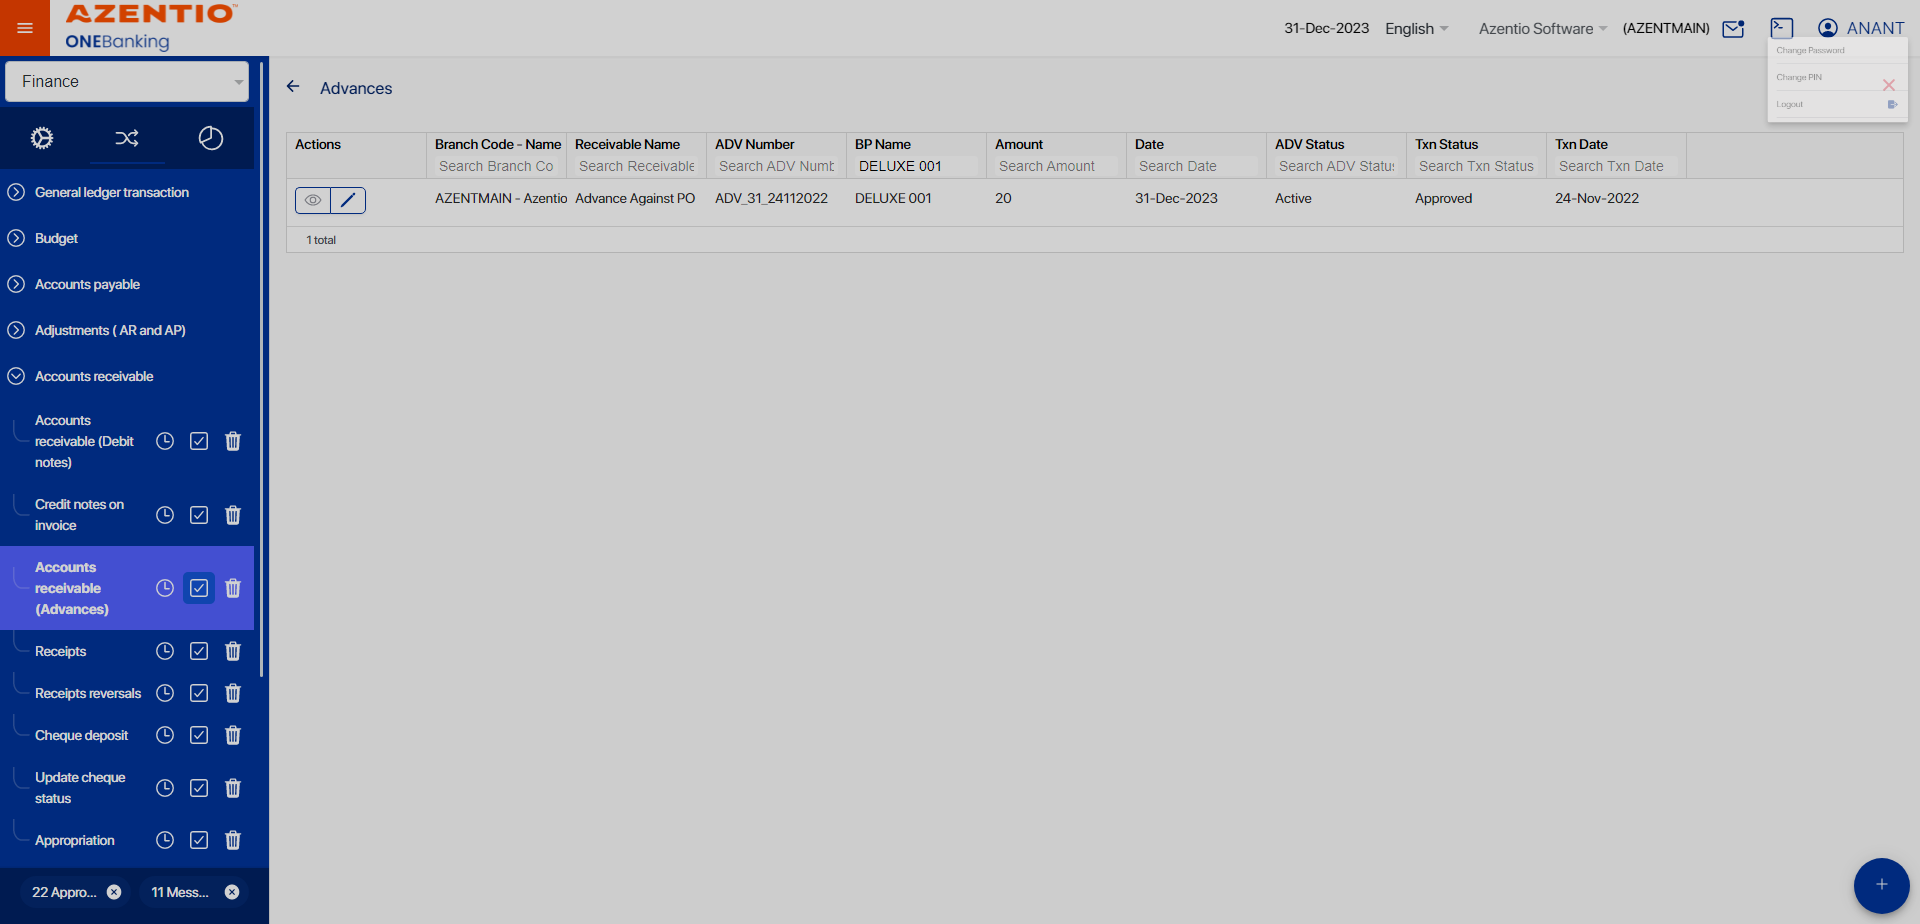 AZENTIO™
ONEBanking
31-Dec-2023 English Azentio Software (AZENTMAIN) ANANT
Change Password
Change PIN
Logout
Finance
General ledger transaction
Budget
Accounts payable
Adjustments ( AR and AP)
Accounts receivable
Accounts
receivable (Debit
notes)
Credit notes on
invoice
Accounts
receivable
(Advances)
Receipts
Receipts reversals
Cheque deposit
Update cheque
status
Appropriation
22 Appro...
11 Mess...
Advances
Actions Branch Code - Name Receivable Name ADV Number BP Name Amount Date ADV Status Txn Status Txn Date
Search Branch Co Search Receivable Search ADV Numb DELUXE 001 Search Amount Search Date Search ADV Statu Search Txn Status Search Txn Date
AZENTMAIN - Azentio Advance Against PO ADV_31_24112022 DELUXE 001 20 31-Dec-2023 Active Approved 24-Nov-2022
1 total